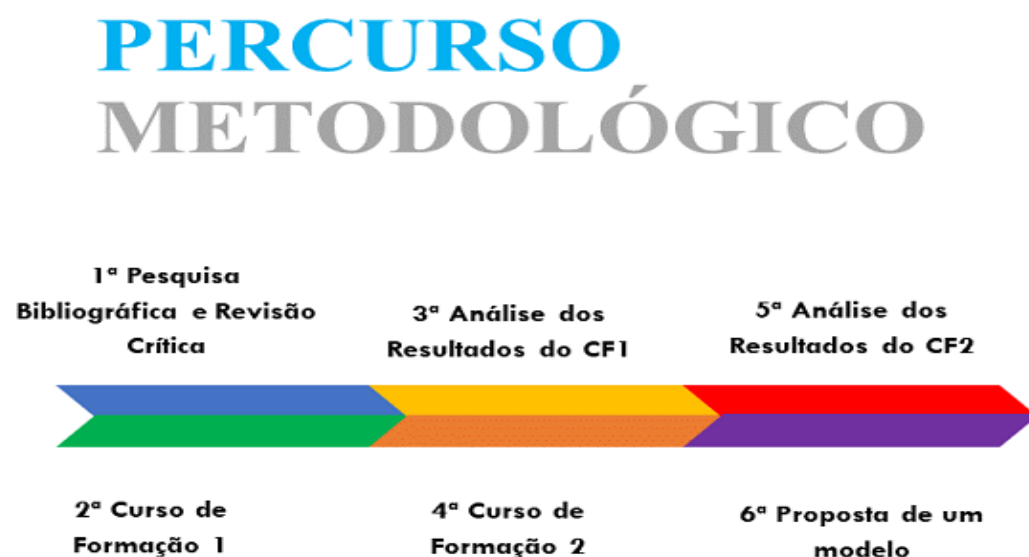 PERCURSO
METODOLÓGICO
1ª Pesquisa
Bibliográfica e Revisão
Crítica
3ª Análise dos
Resultados do CF1
5ª Análise dos
Resultados do CF2
2ª Curso de
Formação 1
4ª Curso de
Formação 2
6ª Proposta de um
modelo